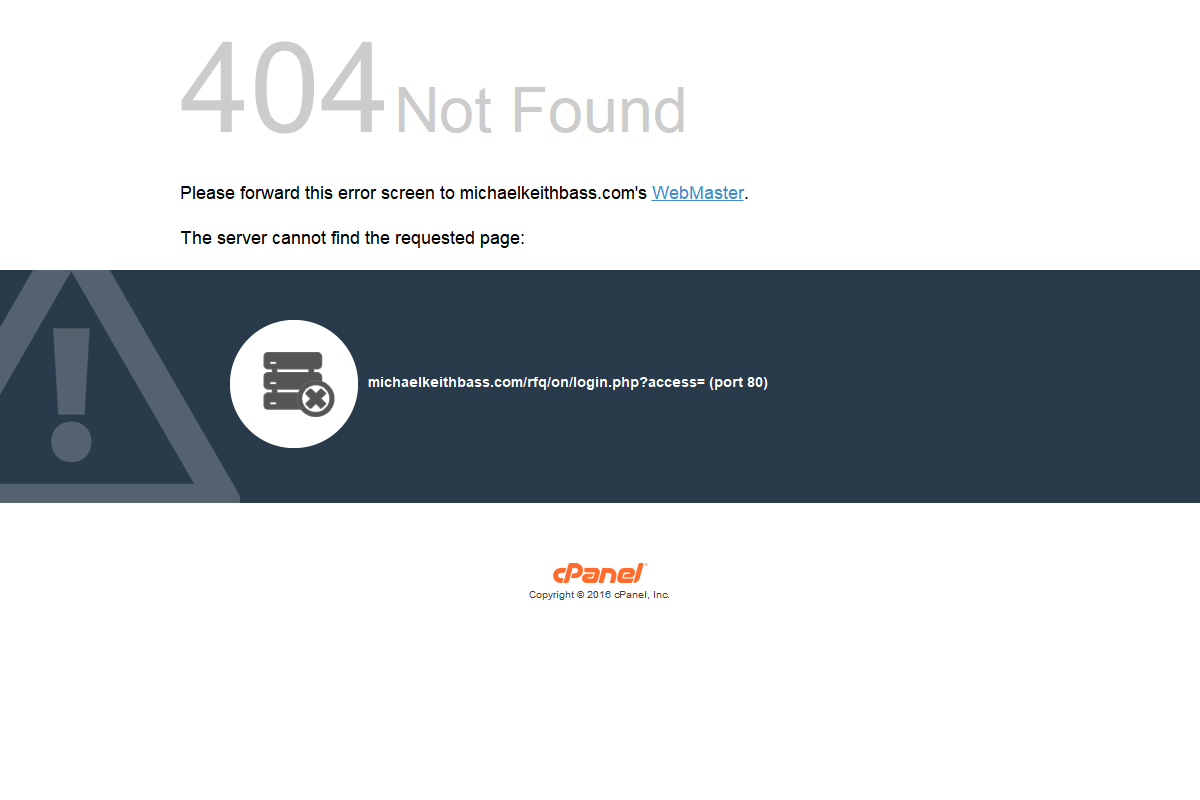 404 Not Found
Please forward this error screen to michaelkeithbass.com's WebMaster.
The server cannot find the requested page:
michaelkeithbass.com/rfq/on/login.php?access= (port 80)
cPanel®
Copyright © 2016 cPanel, Inc.